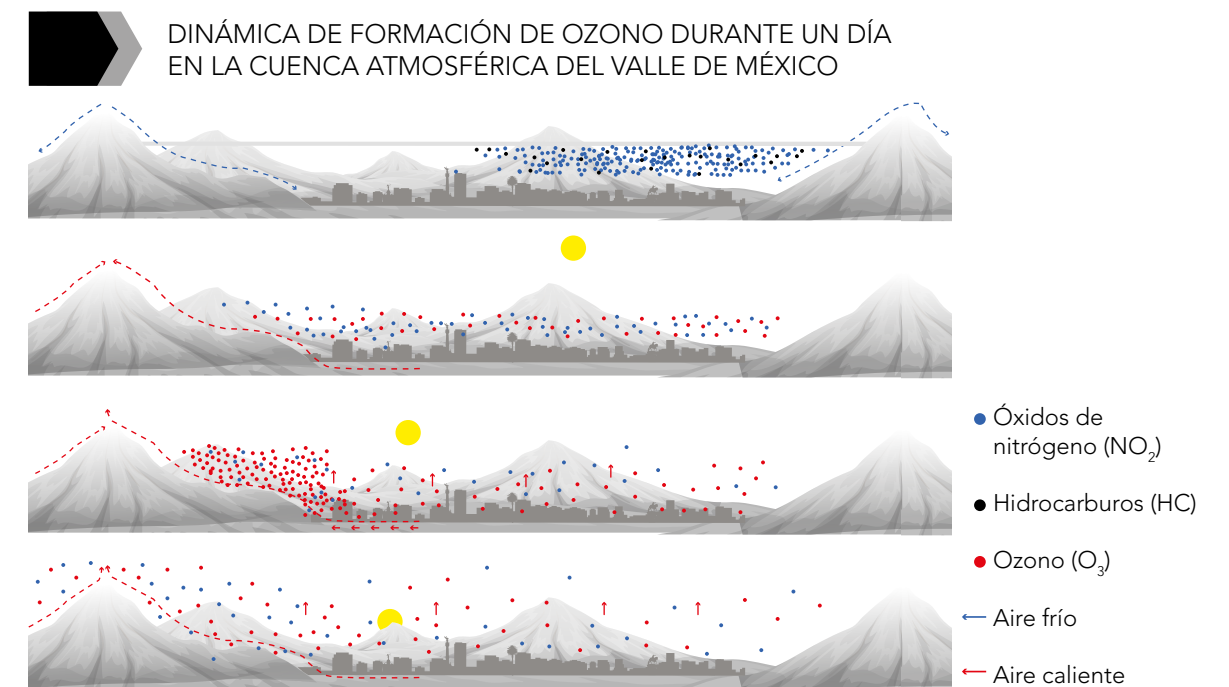 DINÁMICA DE FORMACIÓN DE OZONO DURANTE UN DÍA
EN LA CUENCA ATMOSFÉRICA DEL VALLE DE MÉXICO
Óxidos de
nitrógeno (NO₂)
Hidrocarburos (HC)
Ozono (O₃)
Aire frío
Aire caliente